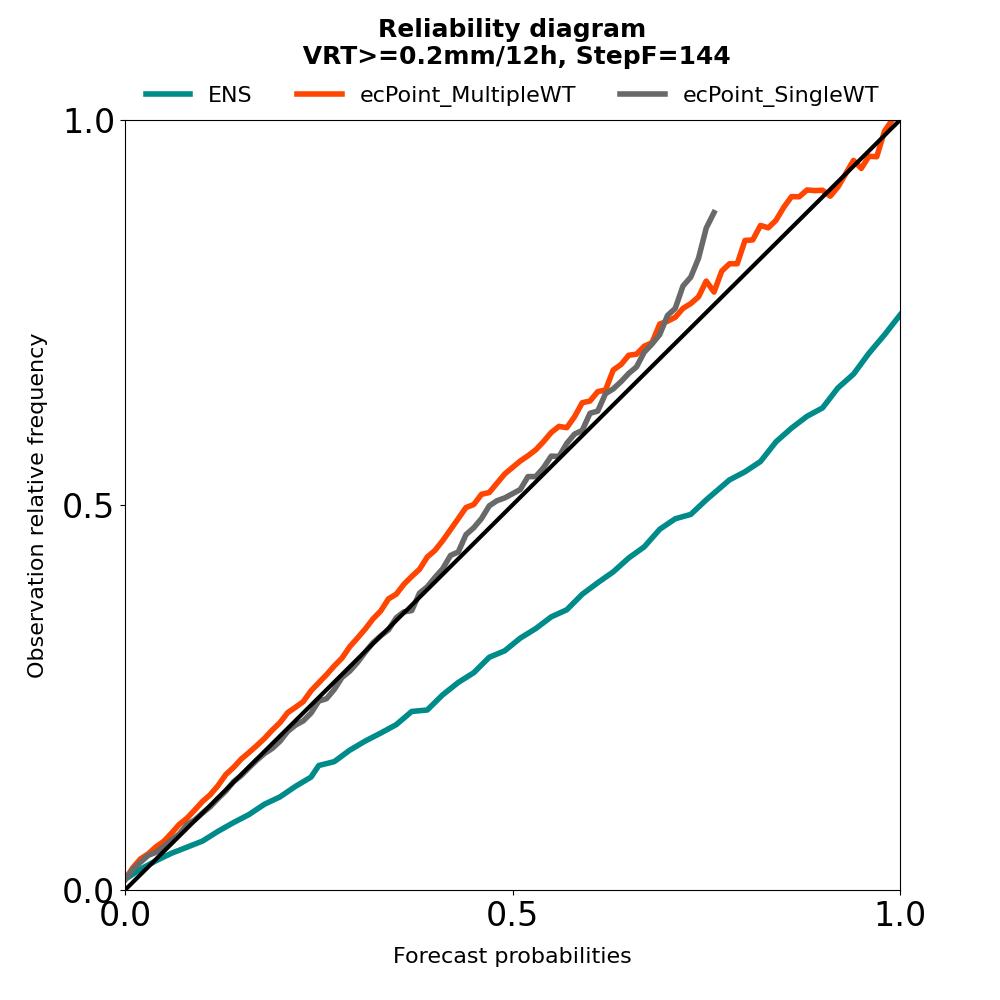 Reliability diagram
VRT>=0.2mm/12h, StepF=144
ENS ecPoint_MultipleWT ecPoint_SingleWT
1.0
0.5
0.0
Observation relative frequency
0.0 0.5 1.0
Forecast probabilities